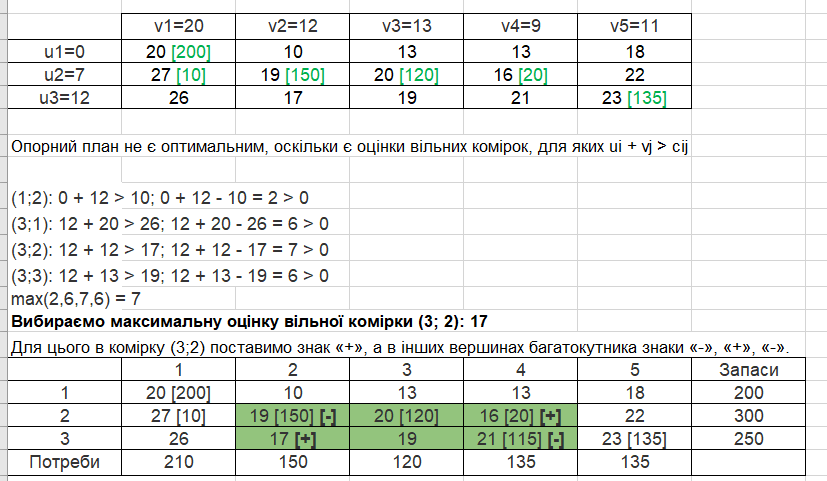 v1=20 v2=12 v3=13 v4=9 v5=11
u1=0 20 [200] 10 13 13 18
u2=7 27 [10] 19 [150] 20 [120] 16 [20] 22
u3=12 26 17 19 21 23 [135]
Опорний план не є оптимальним, оскільки є оцінки вільних комірок, для яких ui + vj > cij
(1;2): 0 + 12 > 10; 0 + 12 - 10 = 2 > 0
(3;1): 12 + 20 > 26; 12 + 20 - 26 = 6 > 0
(3;2): 12 + 12 > 17; 12 + 12 - 17 = 7 > 0
(3;3): 12 + 13 > 19; 12 + 13 - 19 = 6 > 0
max(2,6,7,6) = 7
Вибираємо максимальну оцінку вільної комірки (3; 2): 17
Для цього в комірку (3;2) поставимо знак «+», а в інших вершинах багатокутника знаки «-», «+», «-».
1 2 3 4 5 Запаси
1 20 [200] 10 13 13 18 200
2 27 [10] 19 [150] [-] 20 [120] 16 [20] [+] 22 300
3 26 17 [+] 19 21 [115] [-] 23 [135] 250
Потреби 210 150 120 135 135